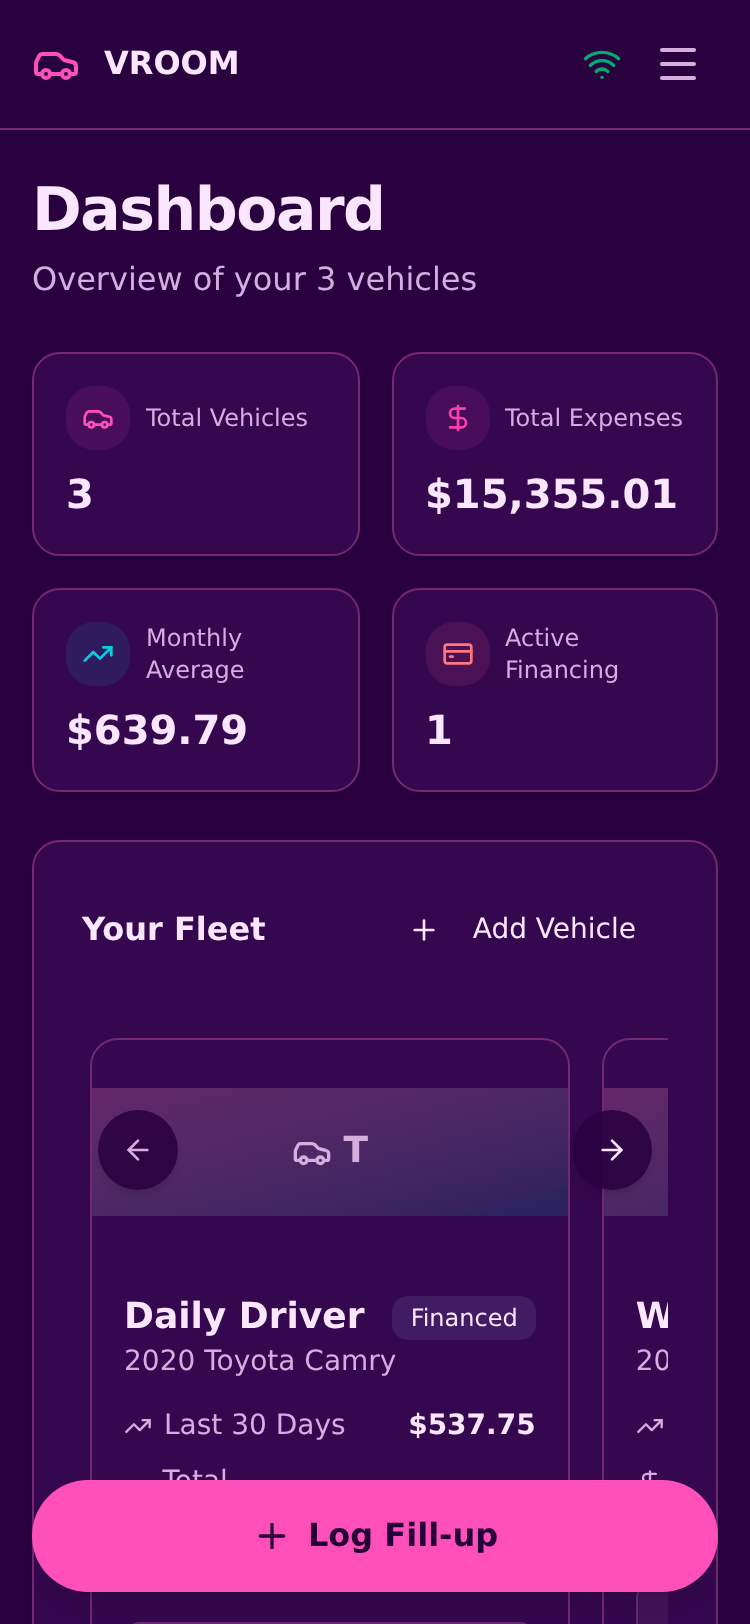 VROOM
Dashboard
Overview of your 3 vehicles
Total Vehicles
3
Total Expenses
$15,355.01
Monthly
Average
$639.79
Active
Financing
1
Your Fleet
Add Vehicle
T
Daily Driver
Financed
2020 Toyota Camry
Last 30 Days
$537.75
Total
W
20
$
Log Fill-up